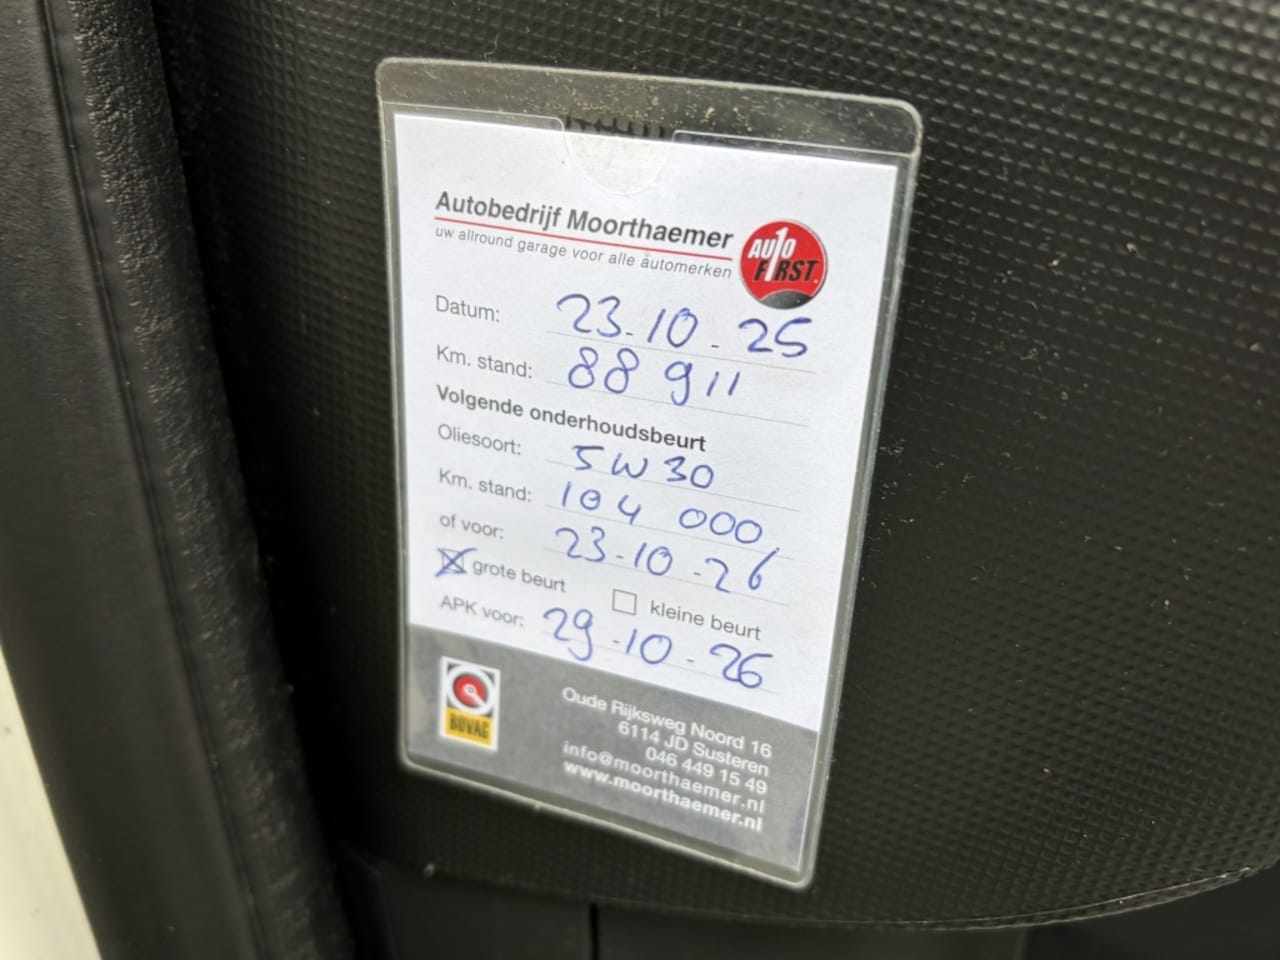 Autobedrijf Moorthaemer
uw allround garage voor alle automerken
AUTO
F1RST
Datum: 23-10-25
Km. stand: 88 911
Volgende onderhoudsbeurt
Oliesoort: 5W30
Km. stand: 104 000
of voor: 23-10-26
grote beurt kleine beurt
APK voor: 29-10-26
BOVAG
Oude Rijksweg Noord 16
6114 JD Susteren
046 449 15 49
info@moorthaemer.nl
www.moorthaemer.nl